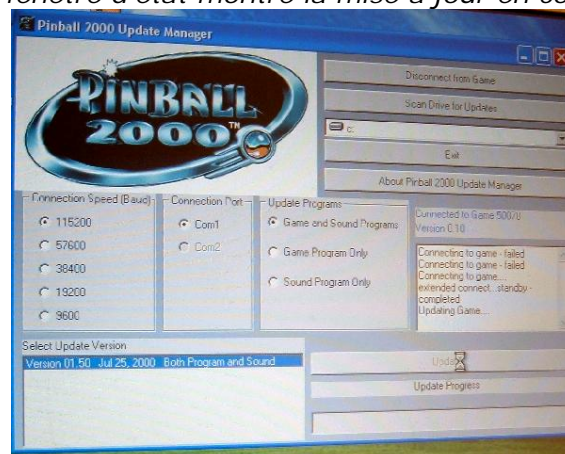 fenêtre d'état montre la mise à jour en co
Pinball 2000 Update Manager
PINBALL
2000™
Disconnect from Game
Scan Drive for Updates
c:
Exit
About Pinball 2000 Update Manager
Connection Speed (Baud)
115200
57600
38400
19200
9600
Connection Port
Com1
Com2
Update Programs
Game and Sound Programs
Game Program Only
Sound Program Only
Connected to Game 50070
Version 0.10
Connecting to game - failed
Connecting to game - failed
Connecting to game....
extended connect...standby -
completed
Updating Game...
Select Update Version
Version 01.50 Jul 25, 2000 Both Program and Sound
Update Progress